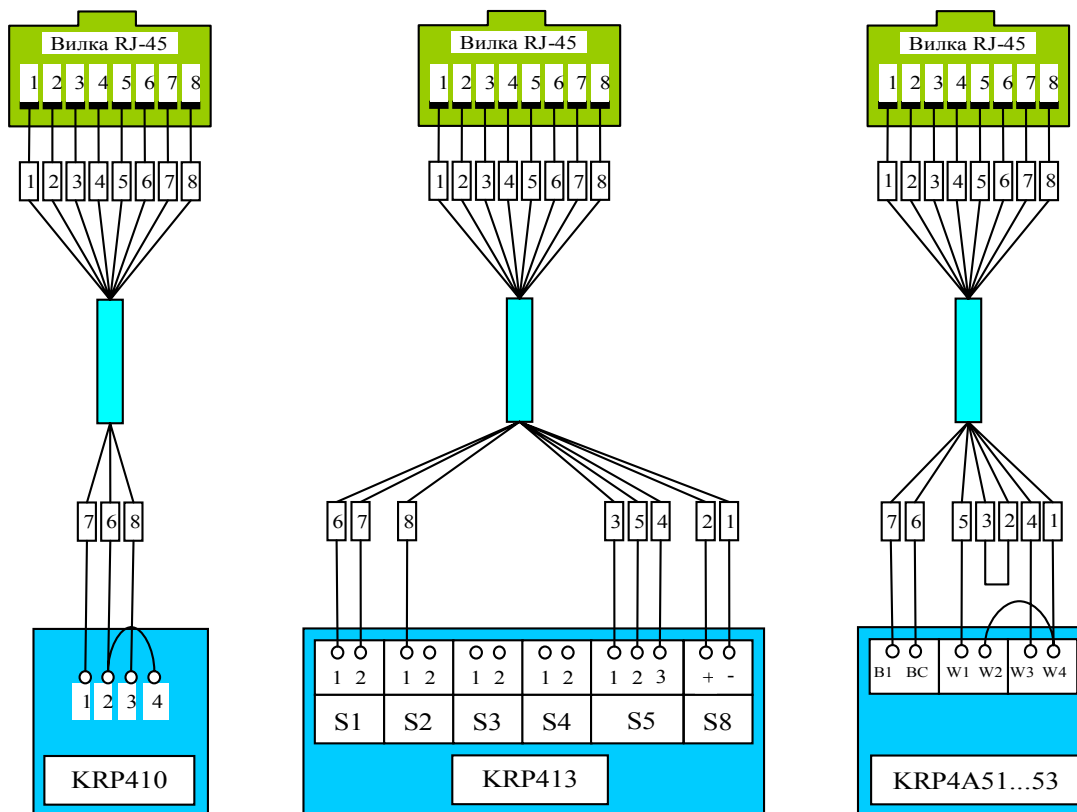 Вилка RJ-45 Вилка RJ-45 Вилка RJ-45
1 2 3 4 5 6 7 8 1 2 3 4 5 6 7 8 1 2 3 4 5 6 7 8
1 2 3 4 5 6 7 8 1 2 3 4 5 6 7 8 1 2 3 4 5 6 7 8
7 6 8 6 7 8 3 5 4 2 1 7 6 5 3 2 4 1
1 2 1 2 1 2 1 2 1 2 3 + - B1 BC W1 W2 W3 W4
1 2 3 4 S1 S2 S3 S4 S5 S8
KRP410 KRP413 KRP4A51...53